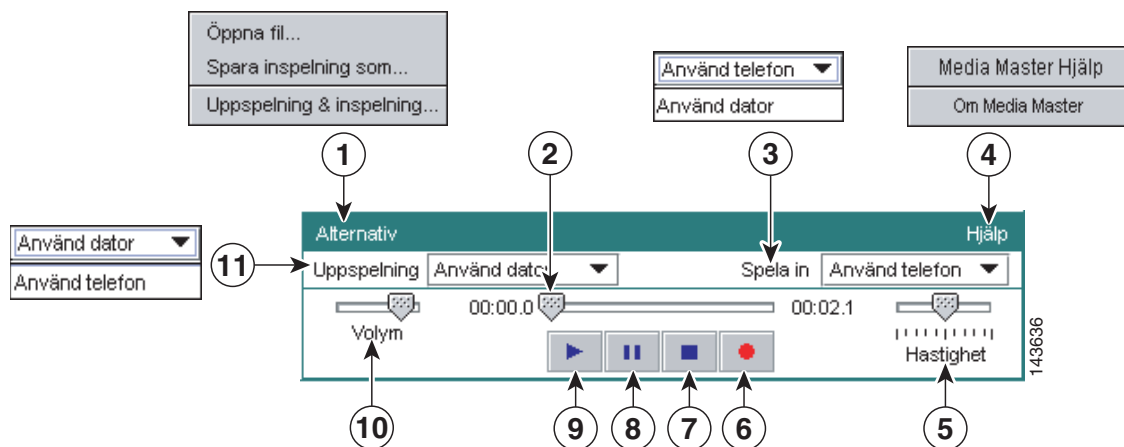 Öppna fil...
Spara inspelning som...
Uppspelning & inspelning...
Använd telefon
Använd dator
Media Master Hjälp
Om Media Master
1
2
3
4
Alternativ
Hjälp
Använd dator
Använd telefon
11
Uppspelning
Använd dator
Spela in
Använd telefon
00:00.0
00:02.1
Volym
Hastighet
143636
10
9
8
7
6
5